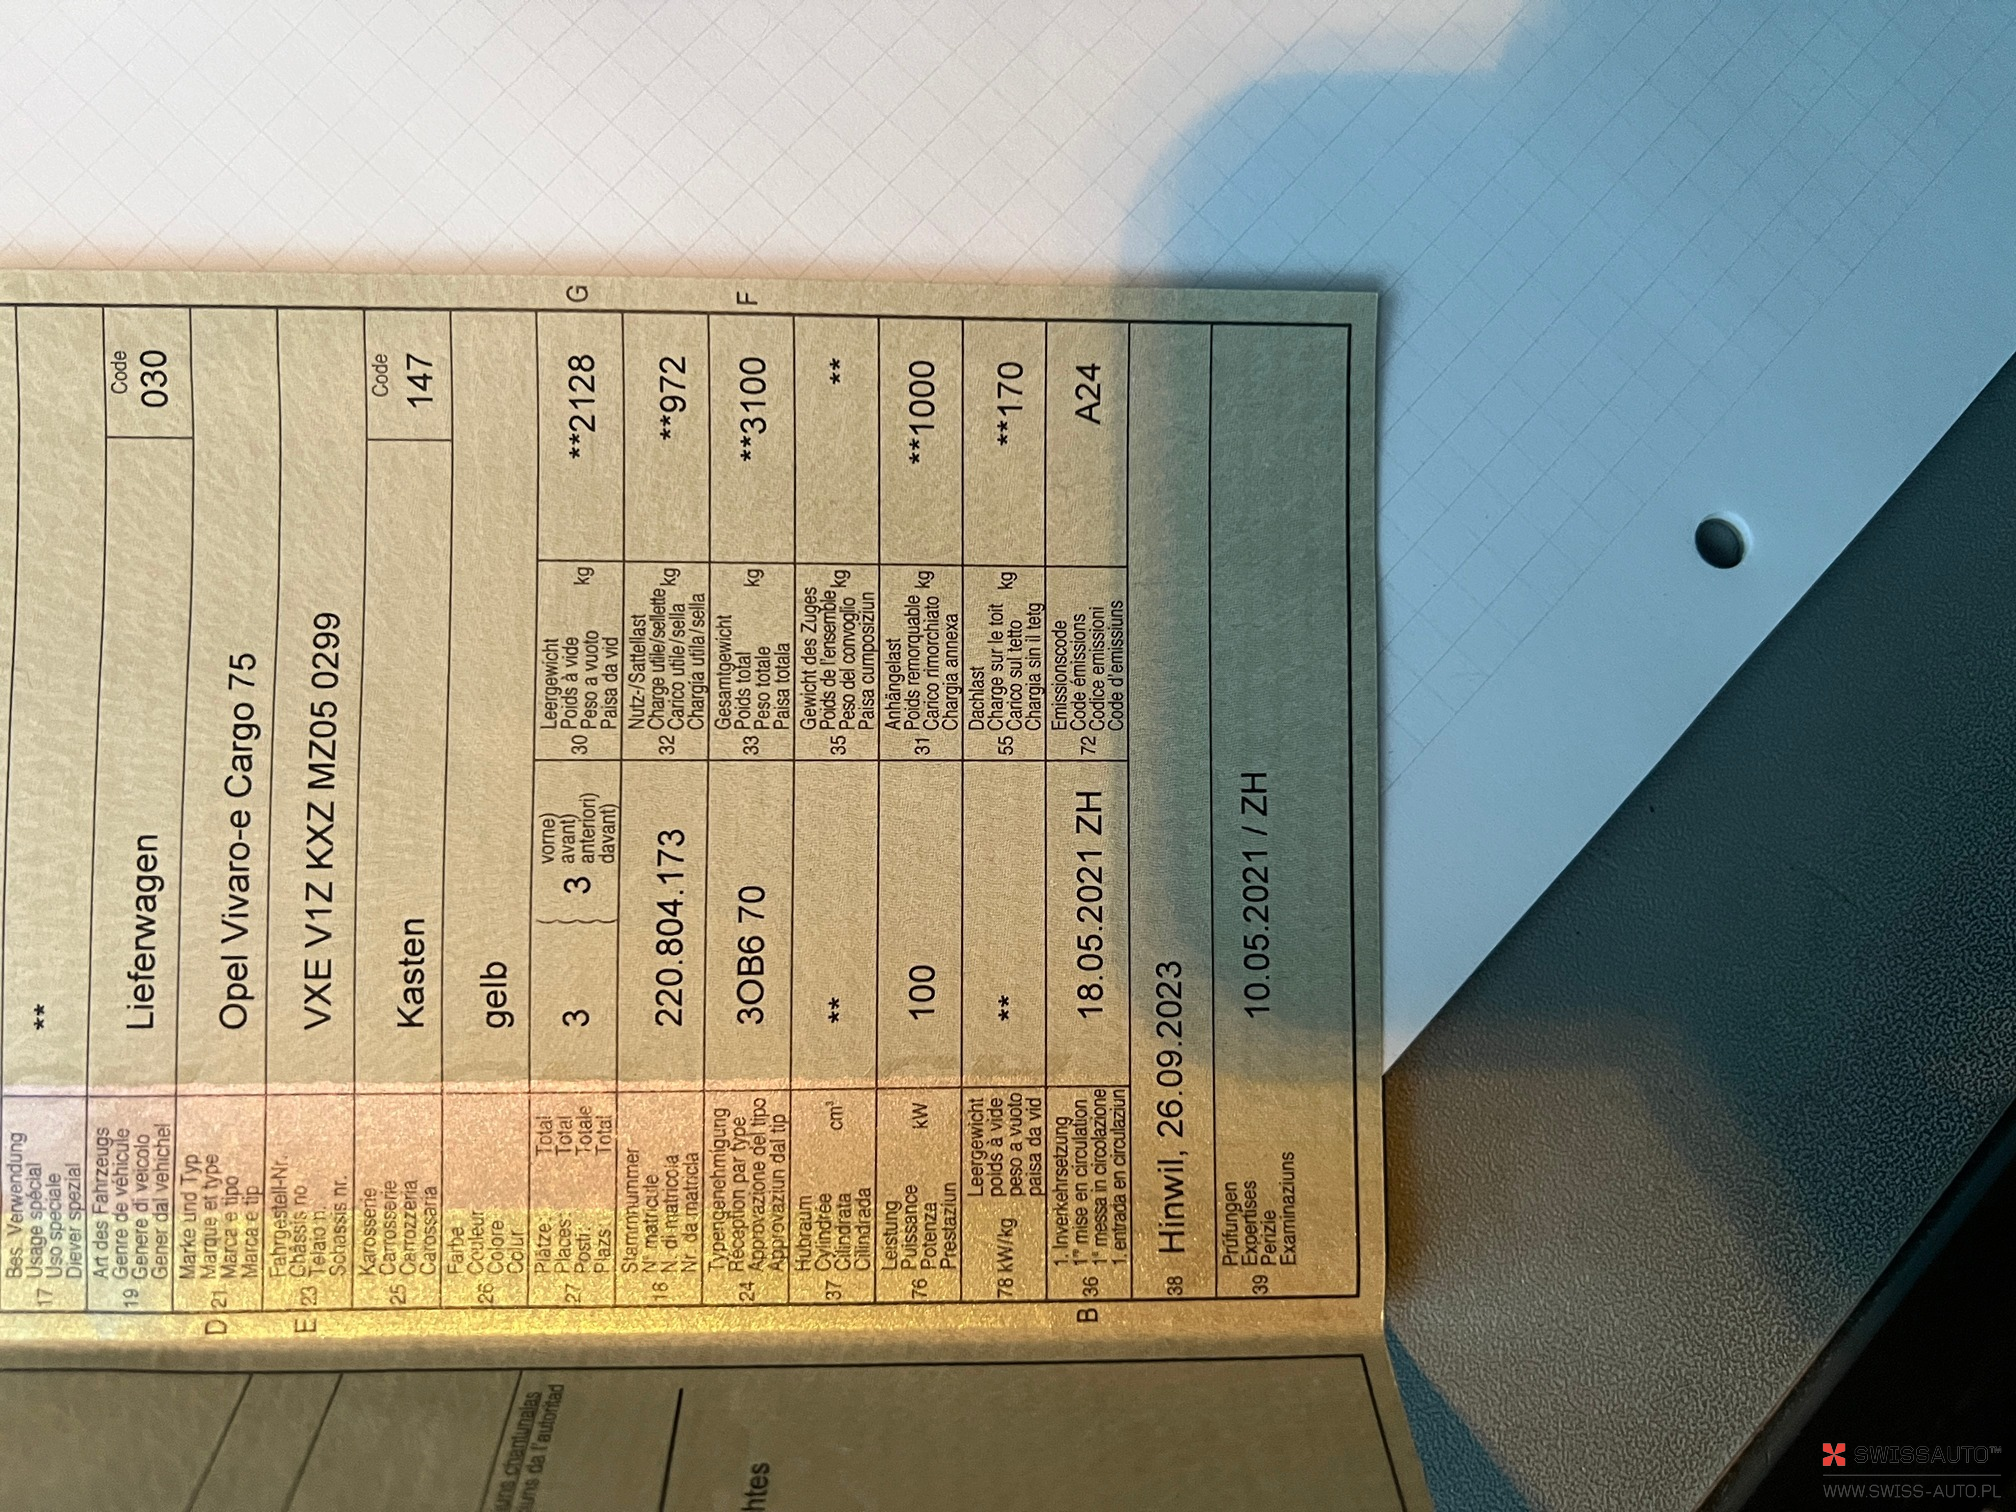 Bes. Verwendung
Usage spécial
17 Uso speciale
Diever spezial
**
Art des Fahrzeugs
Genre de véhicule
19 Genere di veicolo
Gener dal vehichel
Lieferwagen
Code
030
Marke und Typ
Marque et type
D 21 Marca e tipo
Marca e tip
Opel Vivaro-e Cargo 75
Fahrgestell-Nr.
Châssis no
E 23 Telaio n.
Schassis nr.
VXE V1Z KXZ MZ05 0299
Karosserie
Carrosserie
25 Carrozzeria
Carossaria
Kasten
Code
147
Farbe
Couleur
26 Colore
Colur
gelb
Plätze: Total
Places: Total
27 Posti: Totale
Plazs: Total
3
3
vorne)
avant)
anteriori)
davant)
Leergewicht
Poids à vide
30 Peso a vuoto kg
Paisa da vid
**2128
G
Stammnummer
N° matricule
18 N. di matricola
Nr. da matricla
220.804.173
Nutz-/Sattellast
Charge utile/sellette kg
32 Carico utile/sella
Chargia utila/sella
**972
Typengenehmigung
Réception par type
24 Approvazione del tipo
Approvaziun dal tip
3OB6 70
Gesamtgewicht
Poids total
33 Peso totale kg
Paisa totala
**3100
F
Hubraum
Cylindrée
37 Cilindrata cm³
Cilindrada
**
Gewicht des Zuges
Poids de l'ensemble
35 Peso del convoglio kg
Paisa cumposiziun
**
Leistung
Puissance
76 Potenza kW
Prestaziun
100
Anhängelast
Poids remorquable
31 Carico rimorchiato kg
Chargia annexa
**1000
Leergewicht
poids à vide
78 kW/kg peso a vuoto
paisa da vid
**
Dachlast
Charge sur le toit
55 Carico sul tetto kg
Chargia sin il tetg
**170
1. Inverkehrsetzung
1re mise en circulation
B 36 1a messa in circolazione
1. entrada en circulaziun
18.05.2021 ZH
Emissionscode
Code émissions
72 Codice emissioni
Code d'emissiuns
A24
38 Hinwil, 26.09.2023
Prüfungen
Expertises
39 Perizie
Examinaziuns
10.05.2021 / ZH
chantunalas
da l'autoritad
htes
SWISSAUTO™
WWW.SWISS-AUTO.PL